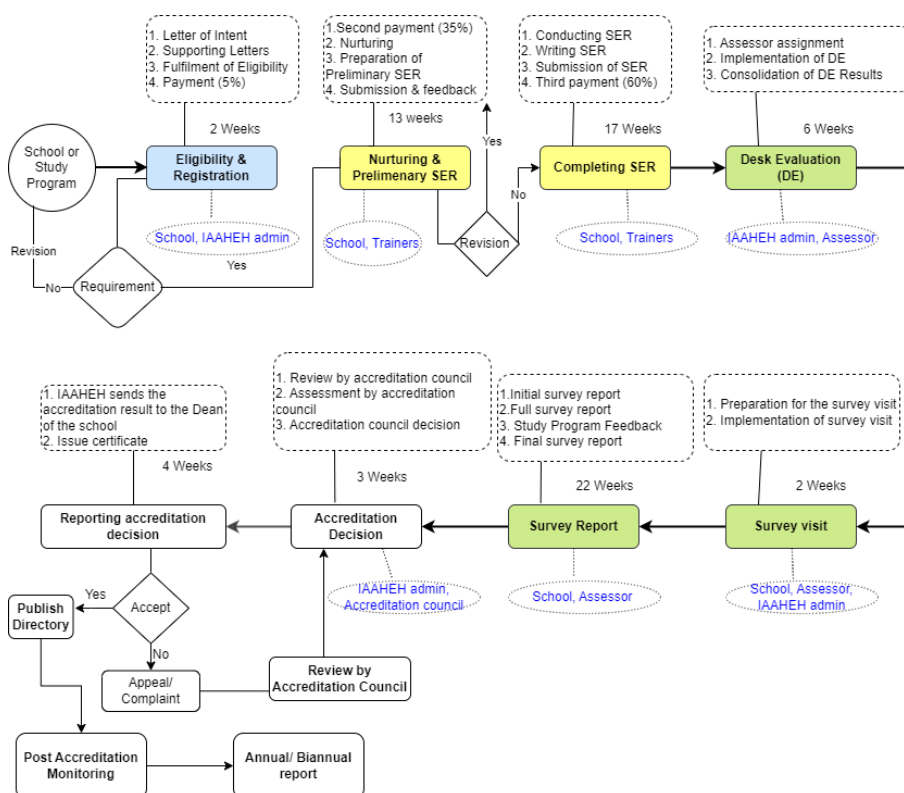 1. Letter of Intent
2. Supporting Letters
3. Fulfilment of Eligibility
4. Payment (5%)
1.Second payment (35%)
2. Nurturing
3. Preparation of
Preliminary SER
4. Submission & feedback
1. Conducting SER
2. Writing SER
3. Submission of SER
4. Third payment (60%)
1. Assessor assignment
2. Implementation of DE
3. Consolidation of DE Results
2 Weeks
13 weeks
Yes
17 Weeks
6 Weeks
School or
Study
Program
Eligibility &
Registration
Nurturing &
Prelimenary SER
No
Completing SER
Desk Evaluation
(DE)
School, IAAHEH admin
School, Trainers
Revision
School, Trainers
IAAHEH admin, Assessor
Revision
Yes
No
Requirement
1. IAAHEH sends the
accreditation result to the Dean
of the school
2. Issue certificate
1. Review by accreditation council
2. Assessment by accreditation
council
3. Accreditation council decision
1.Initial survey report
2.Full survey report
3. Study Program Feedback
4. Final survey report
1. Preparation for the survey visit
2. Implementation of survey visit
4 Weeks
3 Weeks
22 Weeks
2 Weeks
Reporting accreditation
decision
Accreditation
Decision
Survey Report
Survey visit
Yes
Accept
IAAHEH admin,
Accreditation council
School, Assessor
School, Assessor,
IAAHEH admin
Publish
Directory
No
Appeal/
Complaint
Review by
Accreditation Council
Post Accreditation
Monitoring
Annual/ Biannual
report